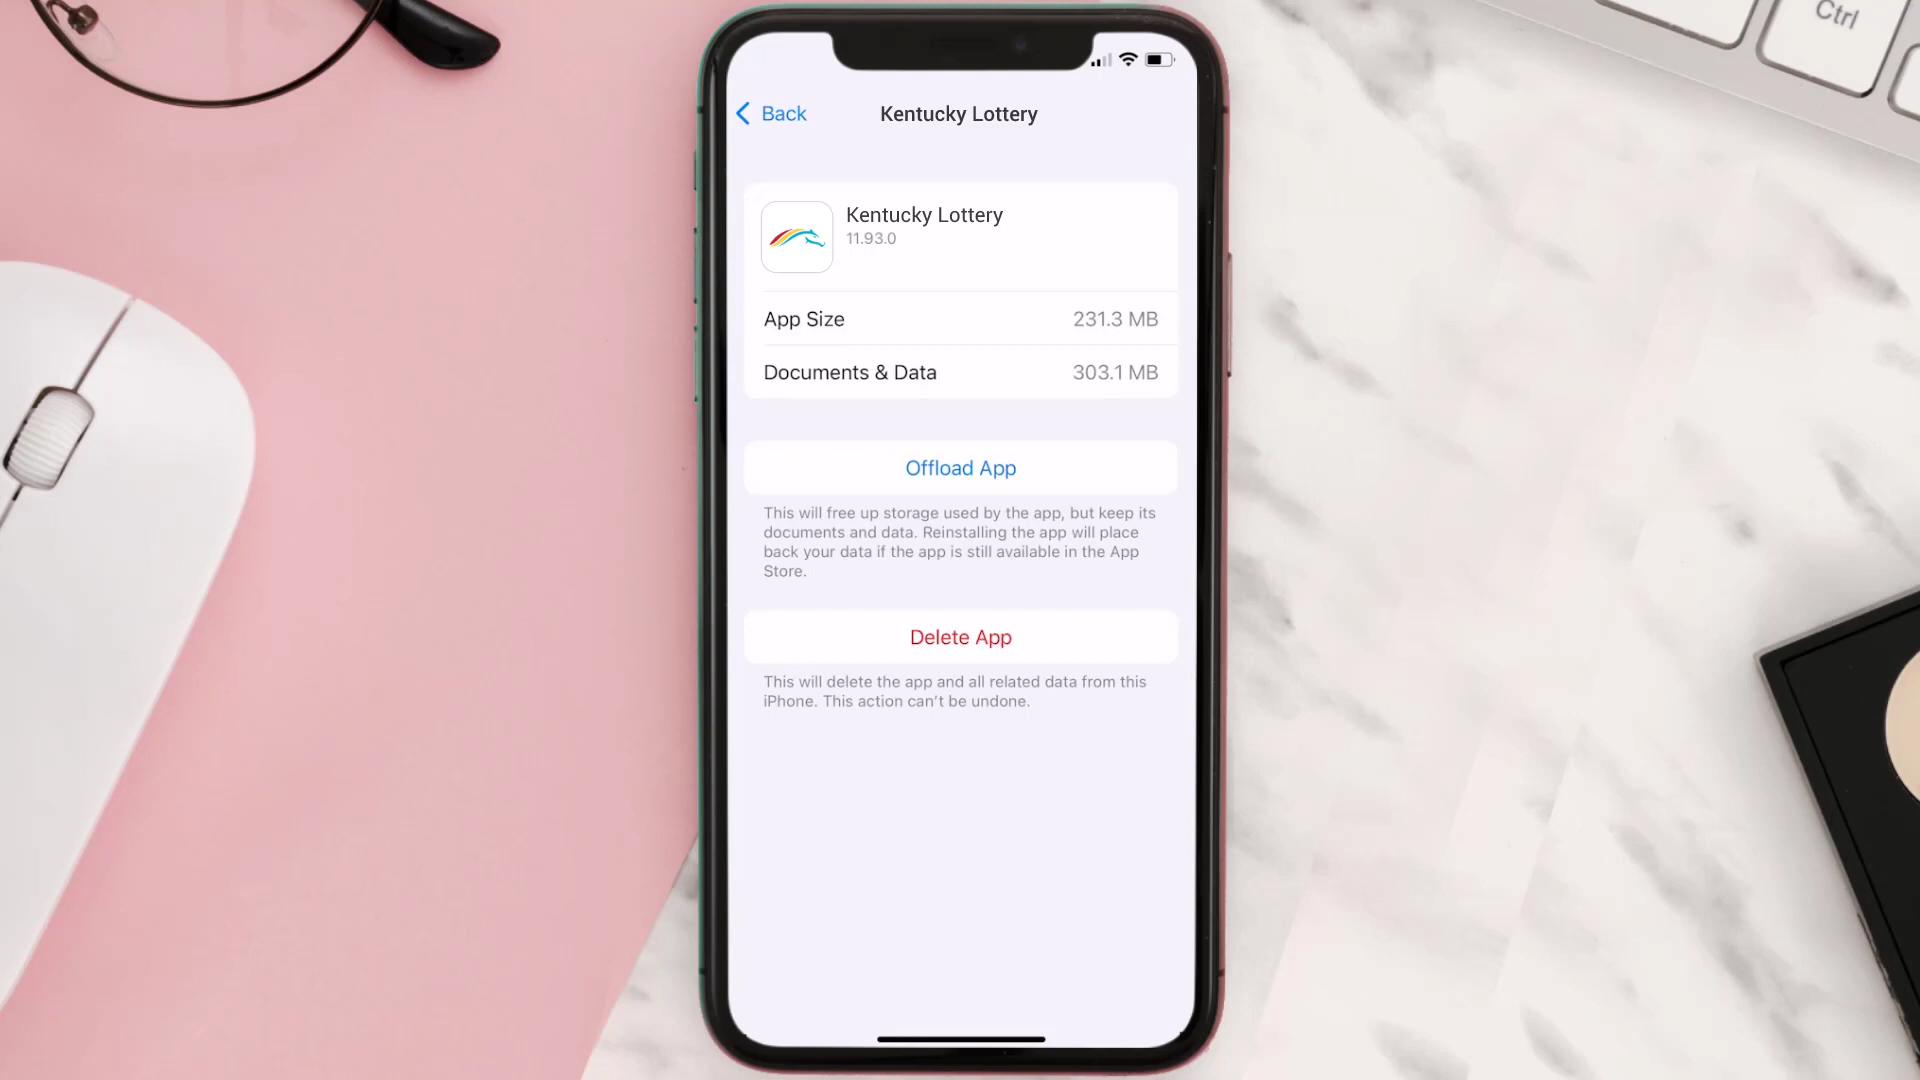 Ctrl
Back
Kentucky Lottery
Kentucky Lottery
11.93.0
App Size 231.3 MB
Documents & Data 303.1 MB
Offload App
This will free up storage used by the app, but keep its
documents and data. Reinstalling the app will place
back your data if the app is still available in the App
Store.
Delete App
This will delete the app and all related data from this
iPhone. This action can't be undone.